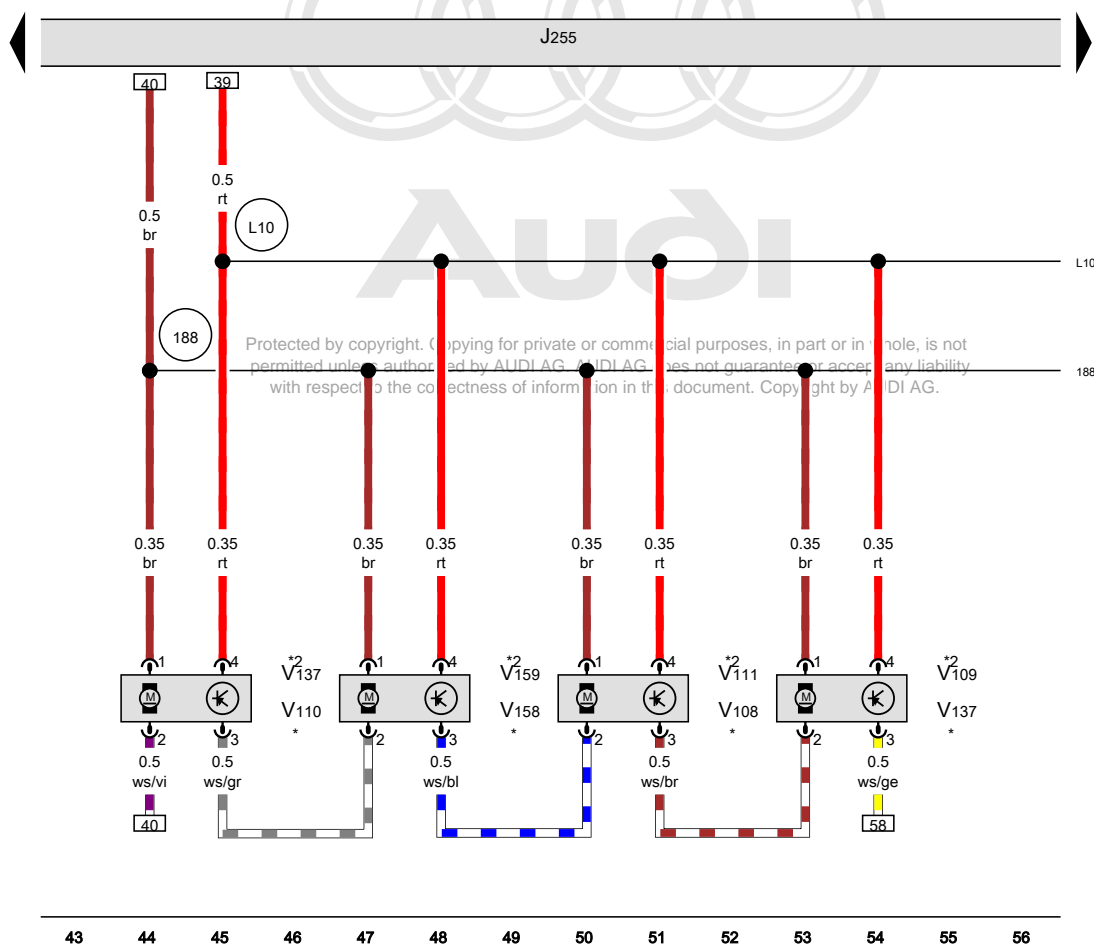 J255
40 39
0.5
rt
0.5
br
L10
AUDI
L10
188
188
Protected by copyright. Copying for private or commercial purposes, in part or in whole, is not
permitted unless authorised by AUDI AG. AUDI AG does not guarantee or accept any liability
with respect to the correctness of information in this document. Copyright by AUDI AG.
0.35 0.35 0.35 0.35 0.35 0.35 0.35 0.35
br rt br rt br rt br rt
1 4 *2 1 4 *2 1 4 *2 1 4 *2
V137 V159 V111 V109
M M M M
V110 V158 V108 V137
* * * *
2 3 2 3 2 3 2 3
0.5 0.5 0.5 0.5 0.5
ws/vi ws/gr ws/bl ws/br ws/ge
40 58
43 44 45 46 47 48 49 50 51 52 53 54 55 56